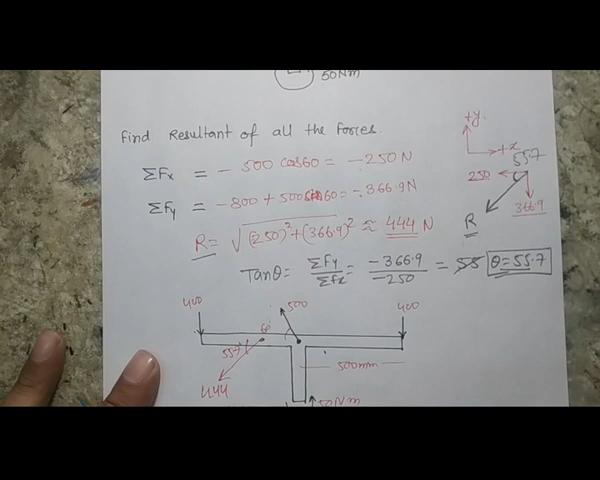 50Nm
Find Resultant of all the forces.
+y
+x
ΣFx = - 500 cos60 = -250 N
55.7
250
ΣFy = -800 + 500 sin60 = -366.9 N
366.9
R = √(250)²+(366.9)² ≈ 444 N
R
Tanθ = ΣFy/ΣFx = -366.9/-250 = 55 θ = 55.7
400
500
400
60
55.7
500mm
444
50Nm